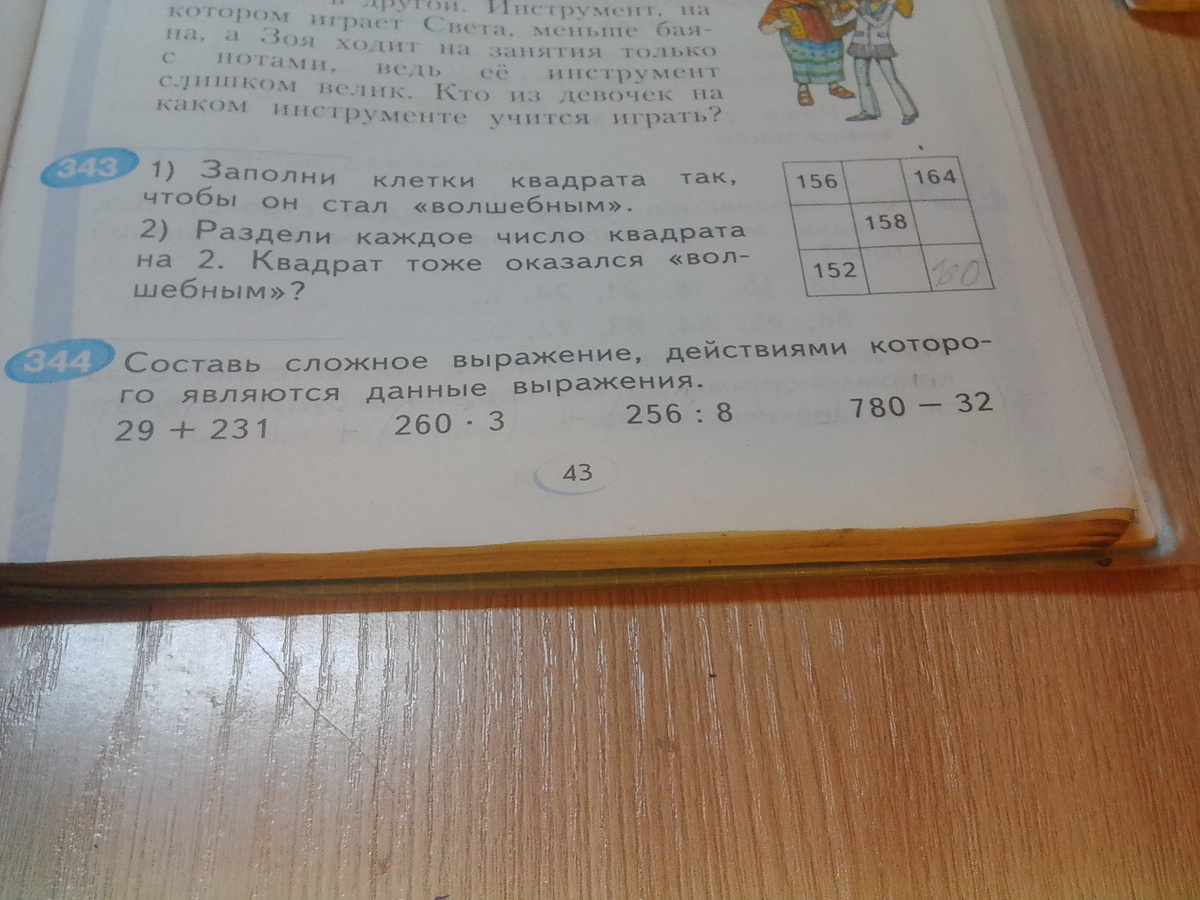 в другой. Инструмент, на
котором играет Света, меньше бая-
на, а Зоя ходит на занятия только
с нотами, ведь её инструмент
слишком велик. Кто из девочек на
каком инструменте учится играть?
343 1) Заполни клетки квадрата так,
чтобы он стал «волшебным».
2) Раздели каждое число квадрата
на 2. Квадрат тоже оказался «вол-
шебным»?
156 164
158
152 160
344 Составь сложное выражение, действиями которо-
го являются данные выражения.
29 + 231 260 · 3 256 : 8 780 − 32
43